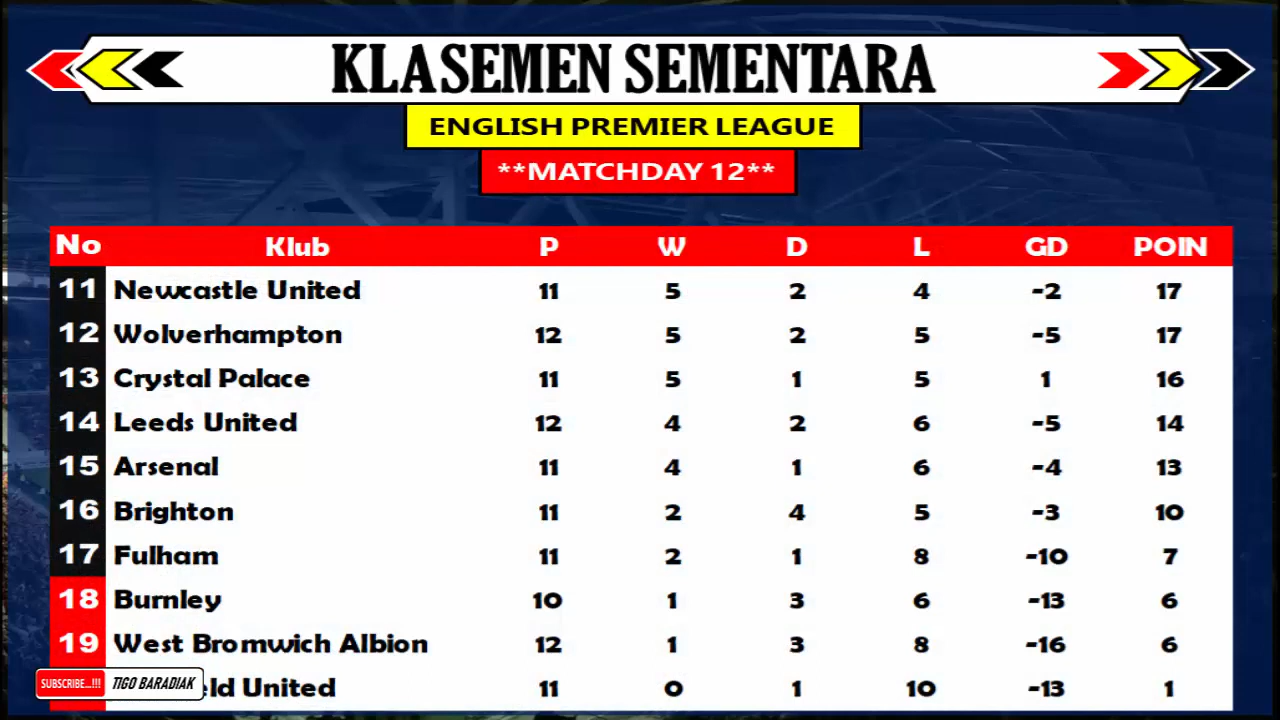 KLASEMEN SEMENTARA
ENGLISH PREMIER LEAGUE
**MATCHDAY 12**
No Klub P W D L GD POIN
11 Newcastle United 11 5 2 4 -2 17
12 Wolverhampton 12 5 2 5 -5 17
13 Crystal Palace 11 5 1 5 1 16
14 Leeds United 12 4 2 6 -5 14
15 Arsenal 11 4 1 6 -4 13
16 Brighton 11 2 4 5 -3 10
17 Fulham 11 2 1 8 -10 7
18 Burnley 10 1 3 6 -13 6
19 West Bromwich Albion 12 1 3 8 -16 6
United 11 0 1 10 -13 1
SUBSCRIBE...!!! TIGO BARADIAK